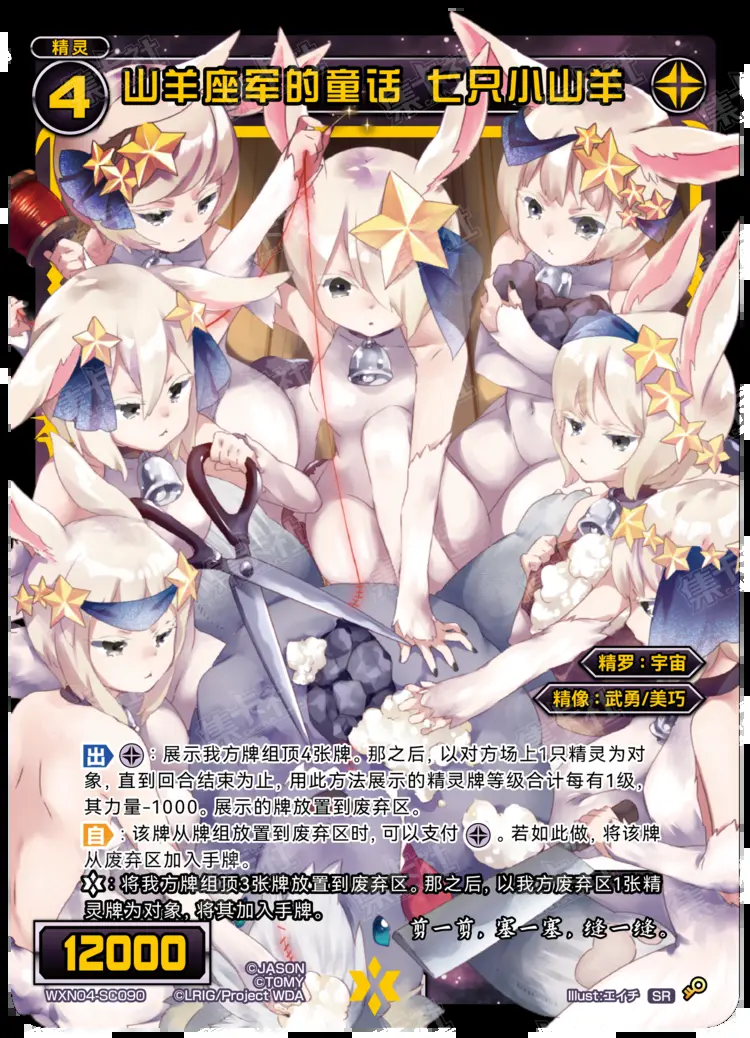 精灵
4
山羊座军的童话 七只小山羊
精罗：宇宙
精像：武勇/美巧
出 ：展示我方牌组顶4张牌。那之后，以对方场上1只精灵为对
象，直到回合结束为止，用此方法展示的精灵牌等级合计每有1级，
其力量-1000。展示的牌放置到废弃区。
自 ：该牌从牌组放置到废弃区时，可以支付 。若如此做，将该牌
从废弃区加入手牌。
：将我方牌组顶3张牌放置到废弃区。那之后，以我方废弃区1张精
灵牌为对象，将其加入手牌。
剪一剪，塞一塞，缝一缝。
12000
©JASON
©TOMY
WXN04-SC090 ©LRIG/Project WDA
Illust:エイチ SR